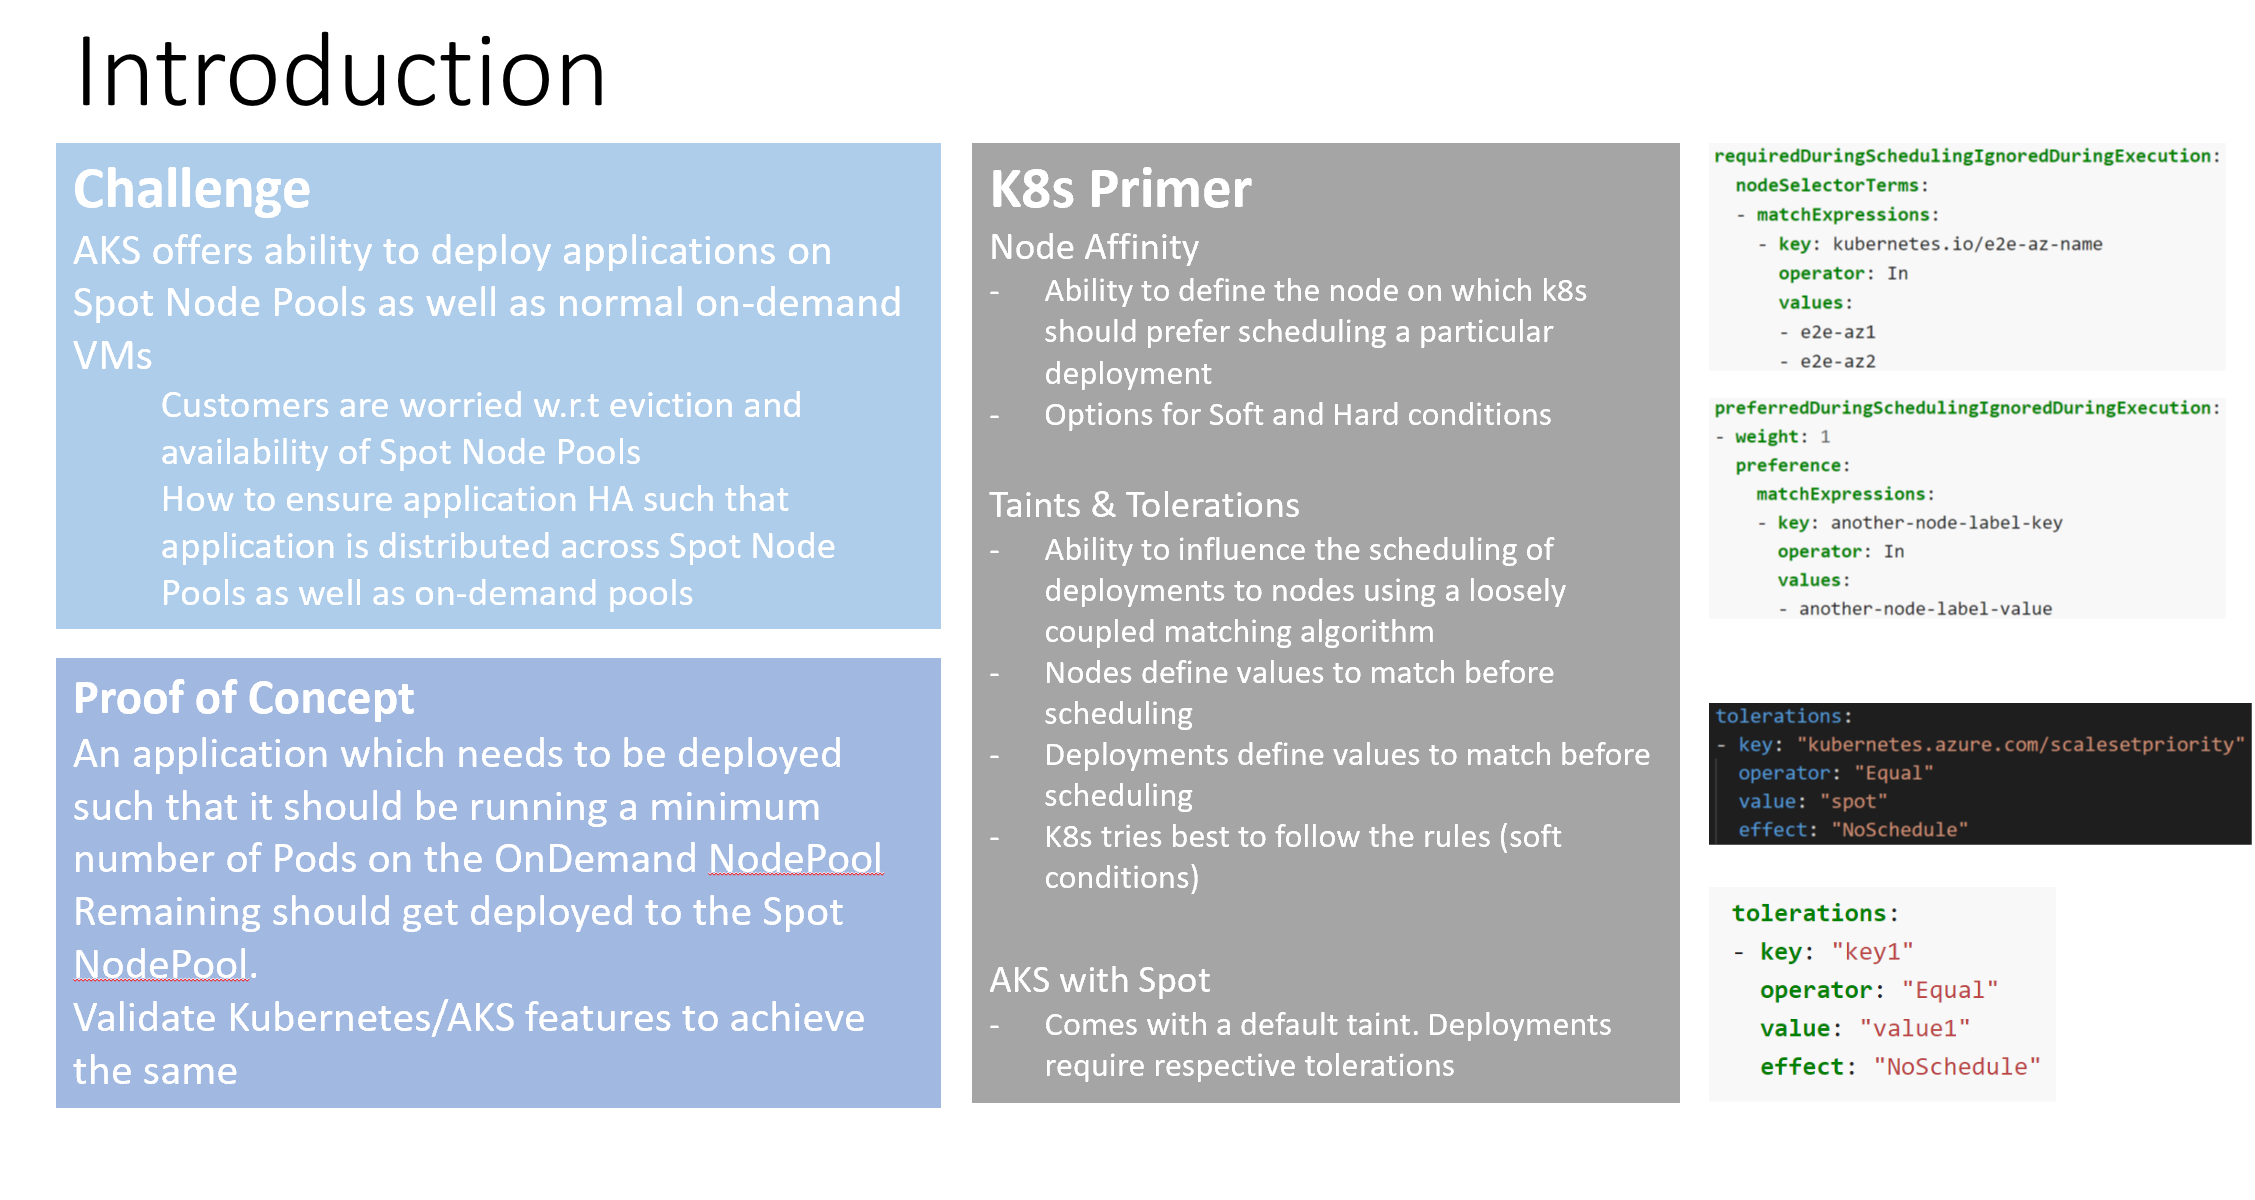 Introduction
Challenge
AKS offers ability to deploy applications on
Spot Node Pools as well as normal on-demand
VMs
Customers are worried w.r.t eviction and
availability of Spot Node Pools
How to ensure application HA such that
application is distributed across Spot Node
Pools as well as on-demand pools
Proof of Concept
An application which needs to be deployed
such that it should be running a minimum
number of Pods on the OnDemand NodePool
Remaining should get deployed to the Spot
NodePool.
Validate Kubernetes/AKS features to achieve
the same
K8s Primer
Node Affinity
- Ability to define the node on which k8s
should prefer scheduling a particular
deployment
- Options for Soft and Hard conditions
Taints & Tolerations
- Ability to influence the scheduling of
deployments to nodes using a loosely
coupled matching algorithm
- Nodes define values to match before
scheduling
- Deployments define values to match before
scheduling
- K8s tries best to follow the rules (soft
conditions)
AKS with Spot
- Comes with a default taint. Deployments
require respective tolerations
requiredDuringSchedulingIgnoredDuringExecution:
nodeSelectorTerms:
- matchExpressions:
- key: kubernetes.io/e2e-az-name
operator: In
values:
- e2e-az1
- e2e-az2
preferredDuringSchedulingIgnoredDuringExecution:
- weight: 1
preference:
matchExpressions:
- key: another-node-label-key
operator: In
values:
- another-node-label-value
tolerations:
- key: "kubernetes.azure.com/scalesetpriority"
operator: "Equal"
value: "spot"
effect: "NoSchedule"
tolerations:
- key: "key1"
operator: "Equal"
value: "value1"
effect: "NoSchedule"